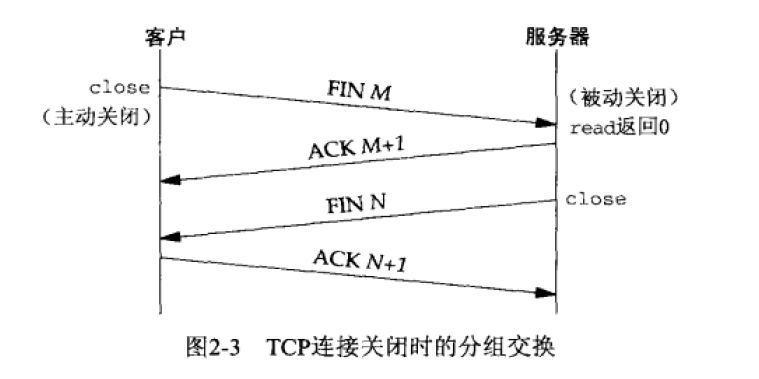 客户 服务器
close
（主动关闭）
FIN M
（被动关闭）
read返回0
ACK M+1
FIN N
close
ACK N+1
图2-3 TCP连接关闭时的分组交换